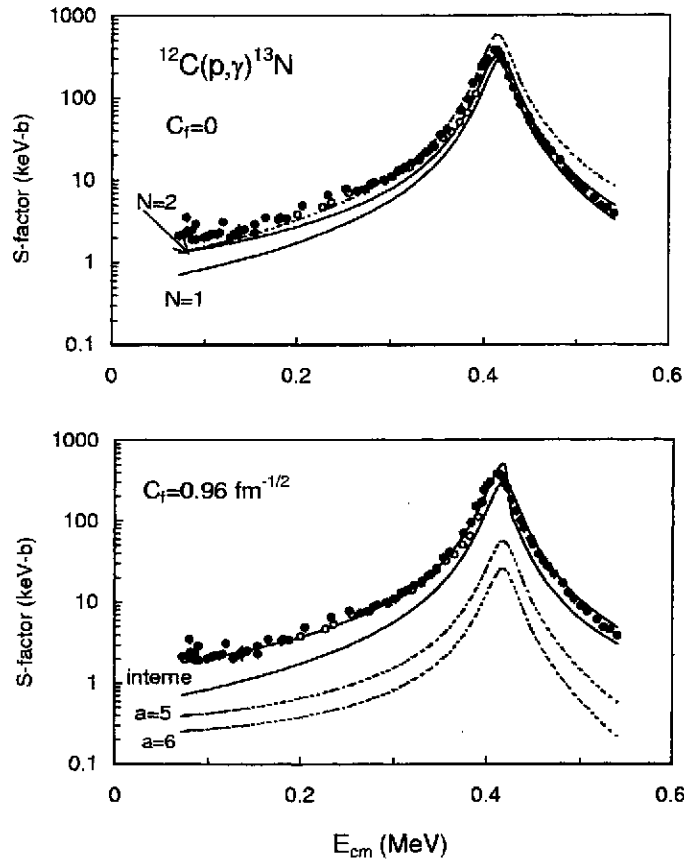 1000
¹²C(p,γ)¹³N
100
C_f=0
S-factor (keV-b)
10
N=2
1
N=1
0.1
0 0.2 0.4 0.6
1000
C_f=0.96 fm^{-1/2}
100
S-factor (keV-b)
10
interne
1
a=5
a=6
0.1
0 0.2 0.4 0.6
E_cm (MeV)